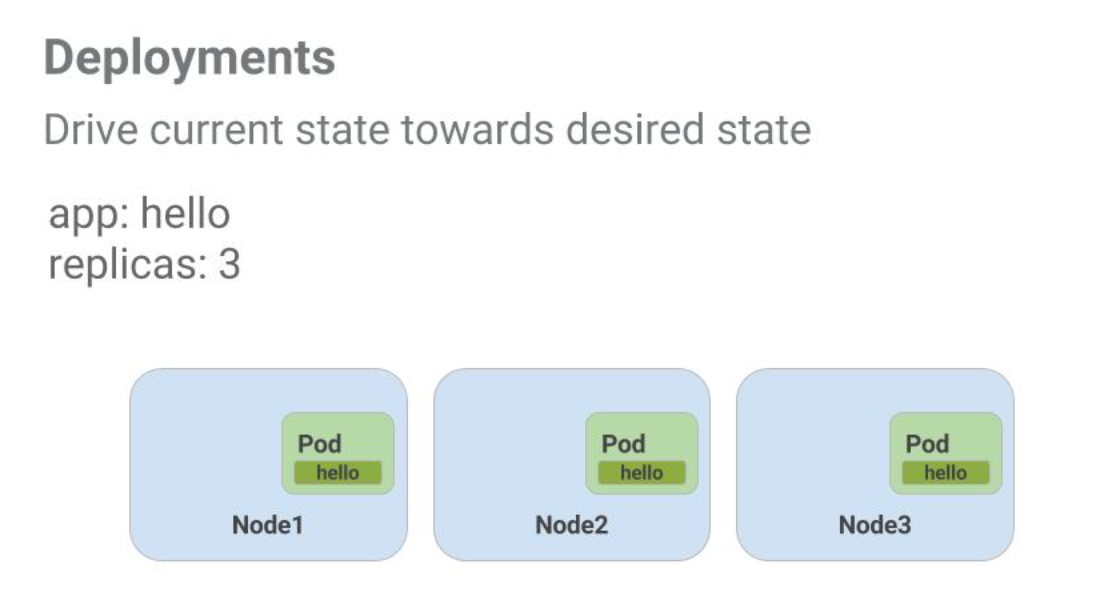 Deployments
Drive current state towards desired state
app: hello
replicas: 3
Pod
hello
Node1
Pod
hello
Node2
Pod
hello
Node3